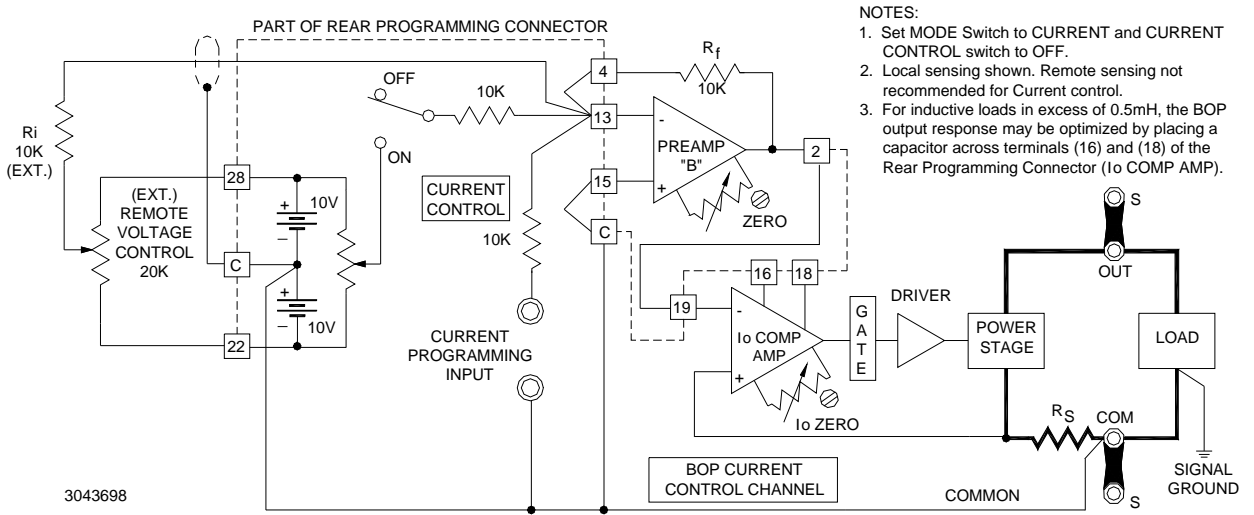 PART OF REAR PROGRAMMING CONNECTOR
NOTES:
1. Set MODE Switch to CURRENT and CURRENT
CONTROL switch to OFF.
2. Local sensing shown. Remote sensing not
recommended for Current control.
3. For inductive loads in excess of 0.5mH, the BOP
output response may be optimized by placing a
capacitor across terminals (16) and (18) of the
Rear Programming Connector (Io COMP AMP).
Ri
10K
(EXT.)
(EXT.)
REMOTE
VOLTAGE
CONTROL
20K
28
C
22
+
10V
–
+
–
10V
OFF
ON
10K
CURRENT
CONTROL
10K
CURRENT
PROGRAMMING
INPUT
4
13
15
C
Rf
10K
-
PREAMP
"B"
+
ZERO
2
16
18
19
-
Io COMP
AMP
+
Io ZERO
GATE
DRIVER
POWER
STAGE
S
OUT
LOAD
RS
COM
S
SIGNAL
GROUND
BOP CURRENT
CONTROL CHANNEL
COMMON
3043698